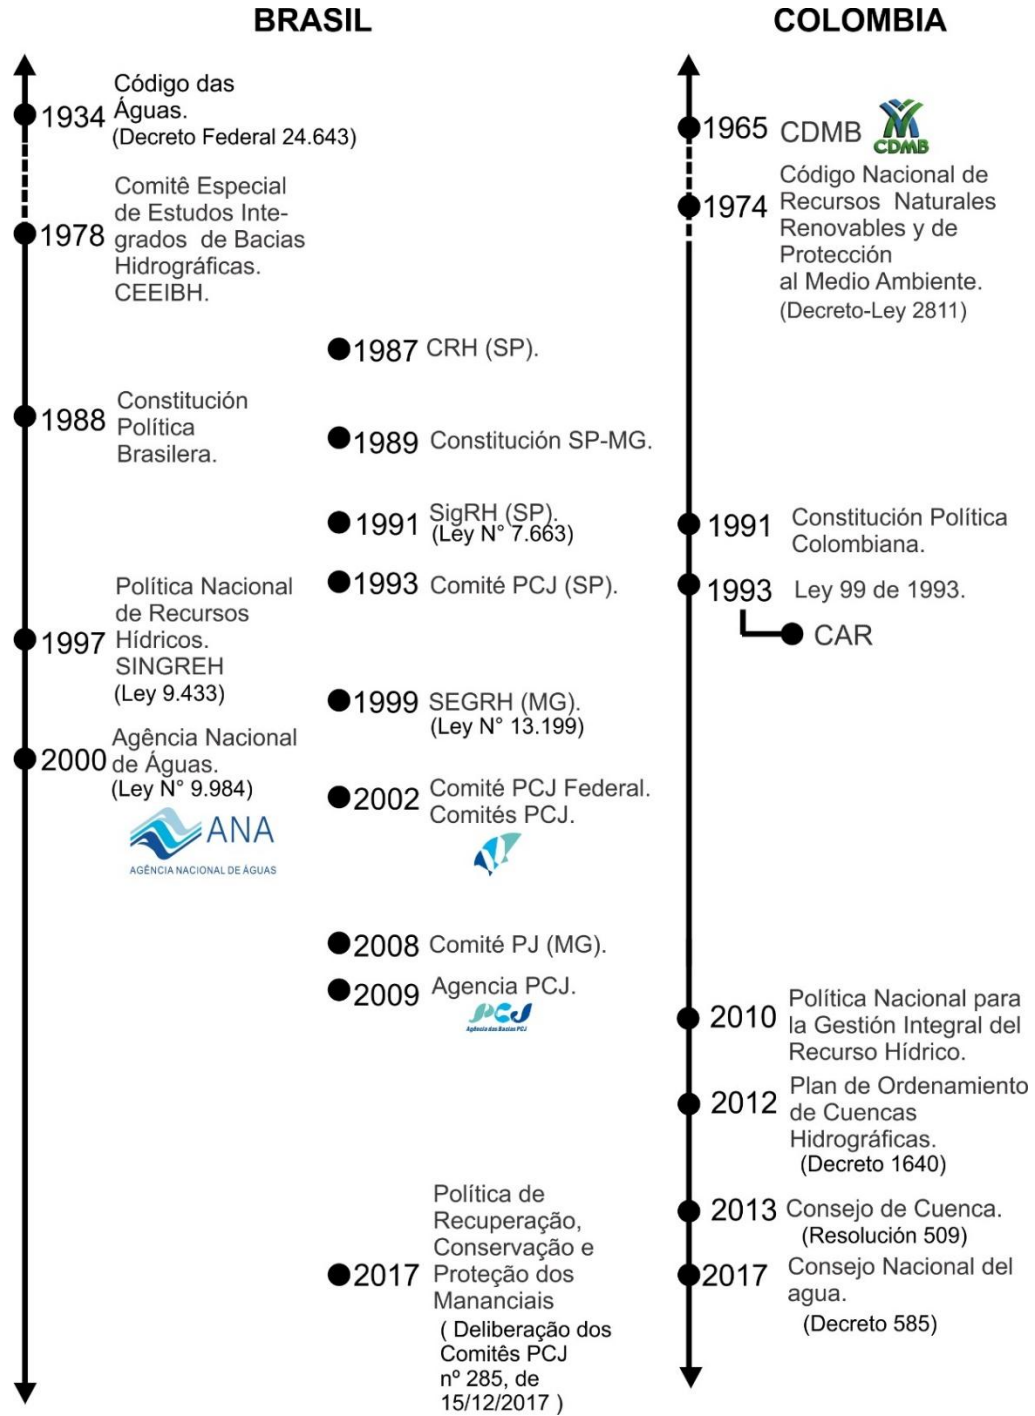 BRASIL
1934
Código das
Águas.
(Decreto Federal 24.643)
1978
Comitê Especial
de Estudos Inte-
grados de Bacias
Hidrográficas.
CEEIBH.
1987 CRH (SP).
1988
Constitución
Política
Brasilera.
1989 Constitución SP-MG.
1991 SigRH (SP).
(Ley N° 7.663)
1993 Comité PCJ (SP).
1997
Política Nacional
de Recursos
Hídricos.
SINGREH
(Ley 9.433)
1999 SEGRH (MG).
(Ley N° 13.199)
2000
Agência Nacional
de Águas.
(Ley N° 9.984)
ANA
AGÊNCIA NACIONAL DE ÁGUAS
2002 Comité PCJ Federal.
Comités PCJ.
2008 Comité PJ (MG).
2009 Agencia PCJ.
PCJ
Agência das Bacias PCJ
2017
Política de
Recuperação,
Conservação e
Proteção dos
Mananciais
( Deliberação dos
Comitês PCJ
nº 285, de
15/12/2017 )
COLOMBIA
1965 CDMB
CDMB
1974
Código Nacional de
Recursos Naturales
Renovables y de
Protección
al Medio Ambiente.
(Decreto-Ley 2811)
1991
Constitución Política
Colombiana.
1993 Ley 99 de 1993.
CAR
2010
Política Nacional para
la Gestión Integral del
Recurso Hídrico.
2012
Plan de Ordenamiento
de Cuencas
Hidrográficas.
(Decreto 1640)
2013 Consejo de Cuenca.
(Resolución 509)
2017 Consejo Nacional del
agua.
(Decreto 585)